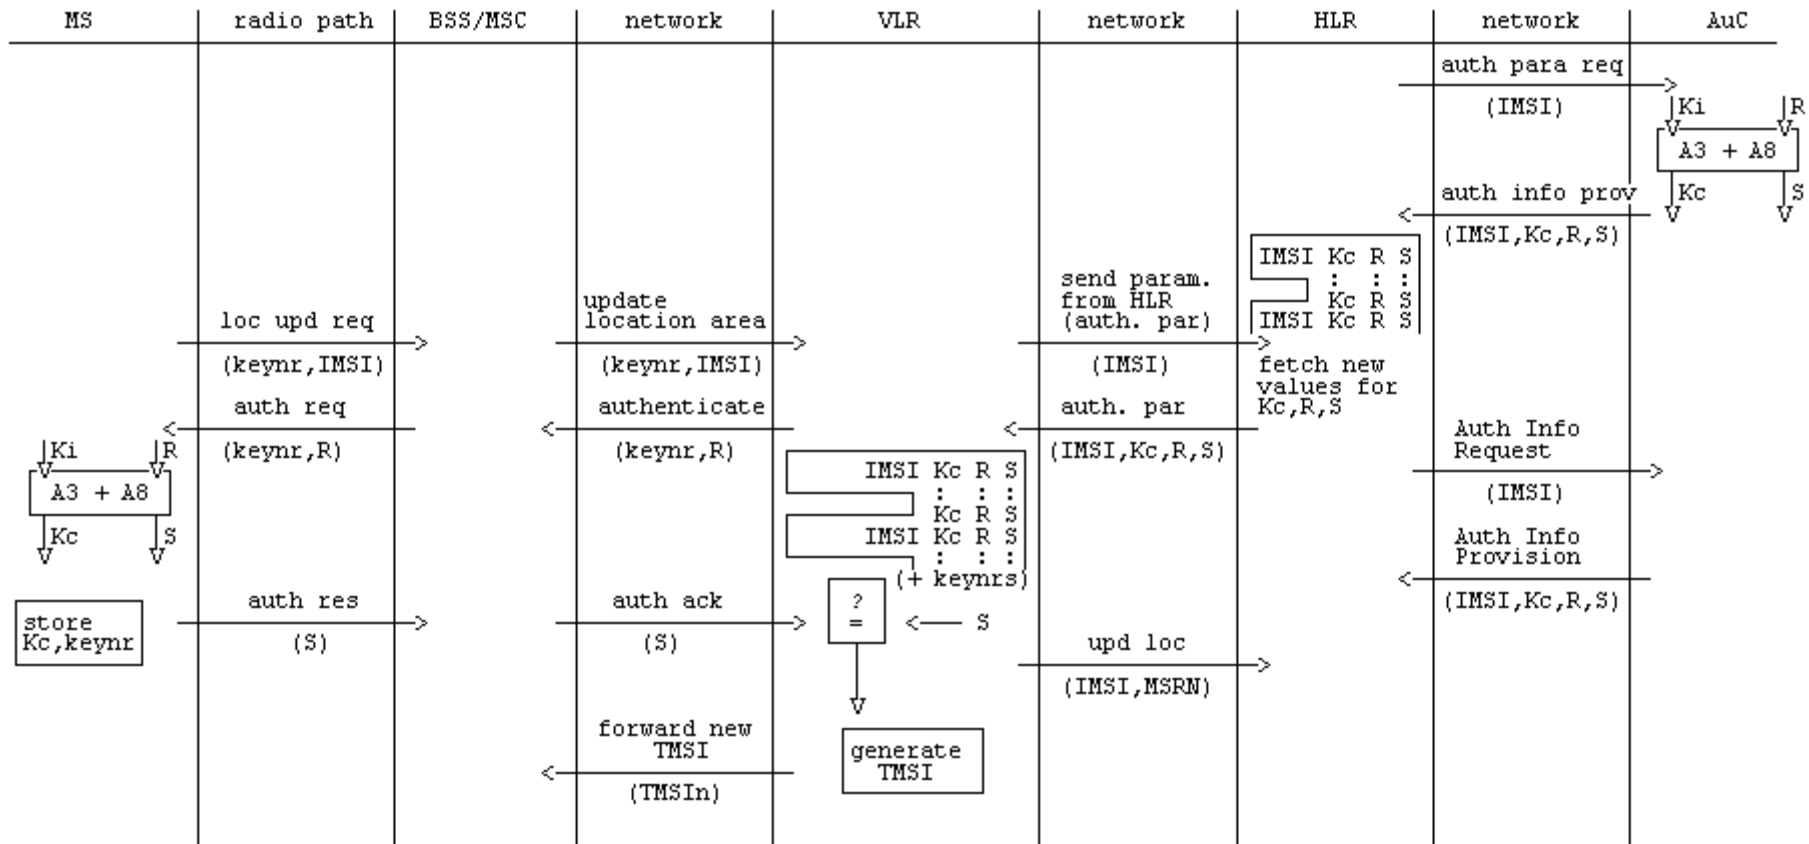 MS radio path BSS/MSC network VLR network HLR network AuC
auth para req
(IMSI)
Ki R
A3 + A8
Kc S
auth info prov
(IMSI,Kc,R,S)
IMSI Kc R S
: : :
Kc R S
IMSI Kc R S
loc upd req
(keynr,IMSI)
update
location area
(keynr,IMSI)
send param.
from HLR
(auth. par)
(IMSI)
fetch new
values for
Kc,R,S
auth req
(keynr,R)
authenticate
(keynr,R)
auth. par
(IMSI,Kc,R,S)
Ki R
A3 + A8
Kc S
IMSI Kc R S
: : :
Kc R S
IMSI Kc R S
: : :
(+ keynrs)
Auth Info
Request
(IMSI)
Auth Info
Provision
(IMSI,Kc,R,S)
store
Kc,keynr
auth res
(S)
auth ack
(S)
?
=
S
upd loc
(IMSI,MSRN)
forward new
TMSI
(TMSIn)
generate
TMSI